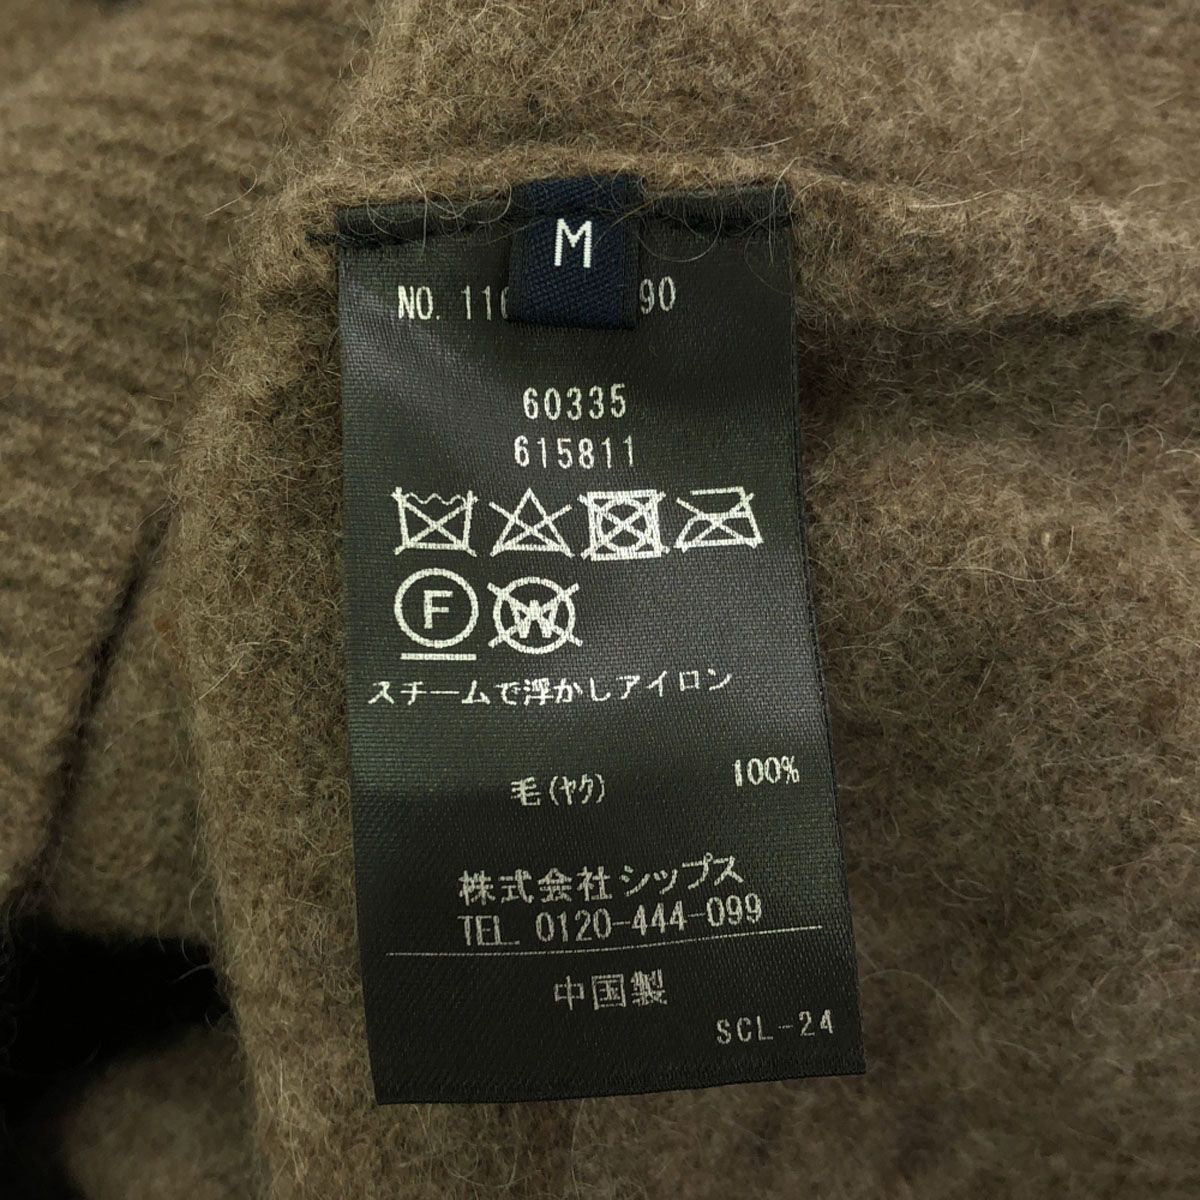 M
NO. 110 90
60335
615811
F W
スチームで浮かしアイロン
毛(ヤク) 100%
株式会社シップス
TEL. 0120-444-099
中国製
SCL-24